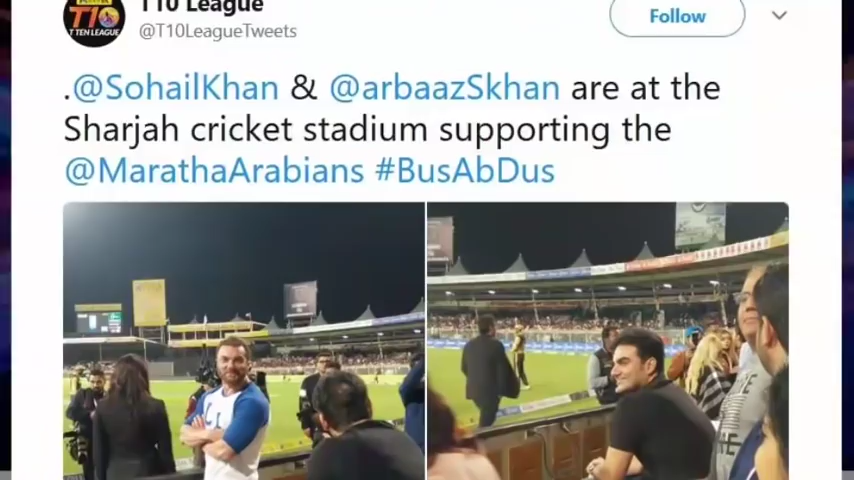 T10 League
@T10LeagueTweets
Follow
.@SohailKhan & @arbaazSkhan are at the
Sharjah cricket stadium supporting the
@MarathaArabians #BusAbDus
T10
T TEN LEAGUE